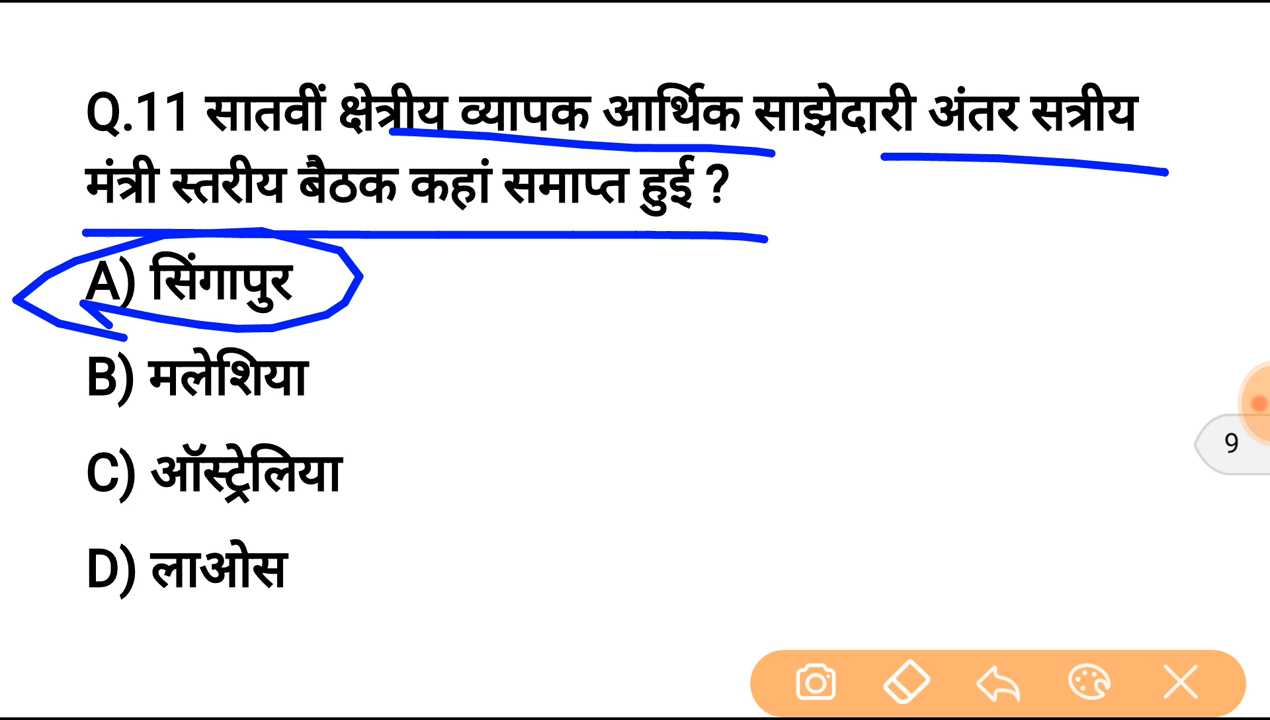 Q.11 सातवीं क्षेत्रीय व्यापक आर्थिक साझेदारी अंतर सत्रीय
मंत्री स्तरीय बैठक कहां समाप्त हुई ?
A) सिंगापुर
B) मलेशिया
C) ऑस्ट्रेलिया
D) लाओस
9